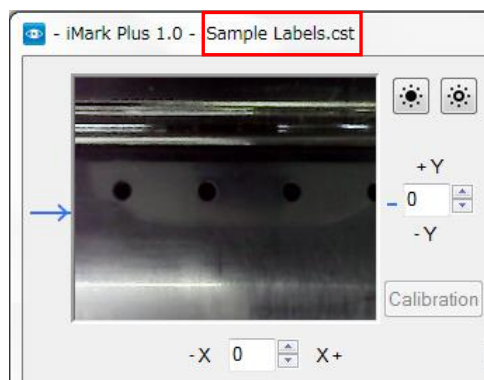 - iMark Plus 1.0 - Sample Labels.cst
+Y
0
-Y
Calibration
-X 0 X+